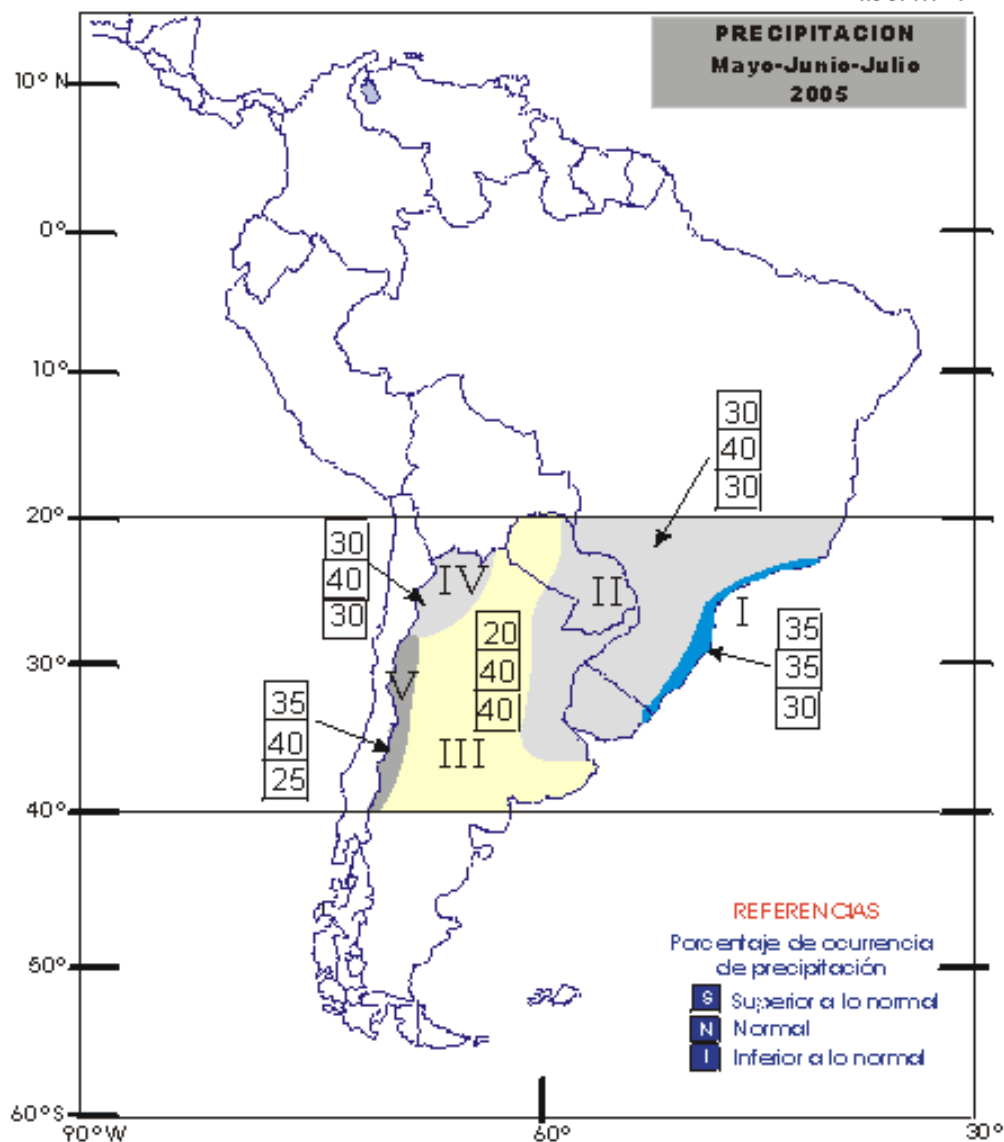 PRECIPITACION
Mayo-Junio-Julio
2005
10° N
0°
10°
20°
30°
40°
50°
60°S
90°W
60°
30°
30
40
30
30
40
30
IV
II
I
20
40
40
35
35
30
V
35
40
25
III
REFERENCIAS
Porcentaje de ocurrencia
de precipitación
S Superior a lo normal
N Normal
I Inferior a lo normal